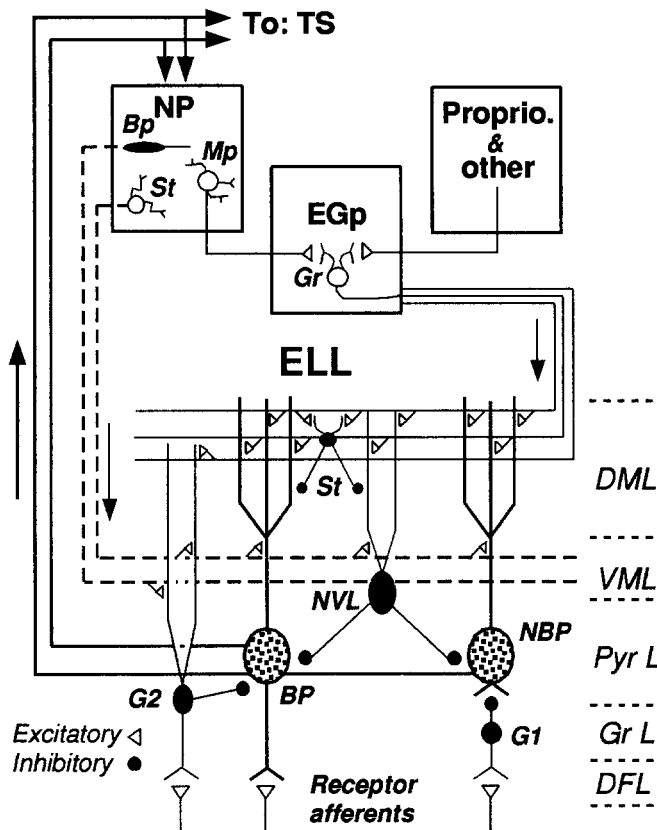 To: TS
NP
Bp
Mp
St
Proprio.
&
other
EGp
Gr
ELL
St
DML
VML
NVL
NBP
Pyr L
G2
BP
Excitatory
Inhibitory
G1
Gr L
Receptor
afferents
DFL